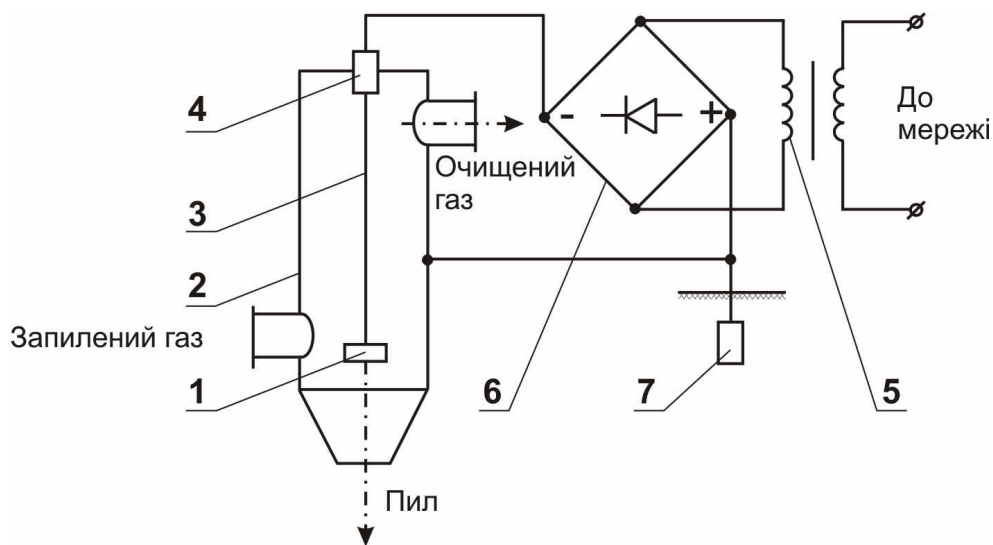 4
-
+
До
мережі
Очищений
газ
3
2
Запилений газ
1
6
7
5
Пил